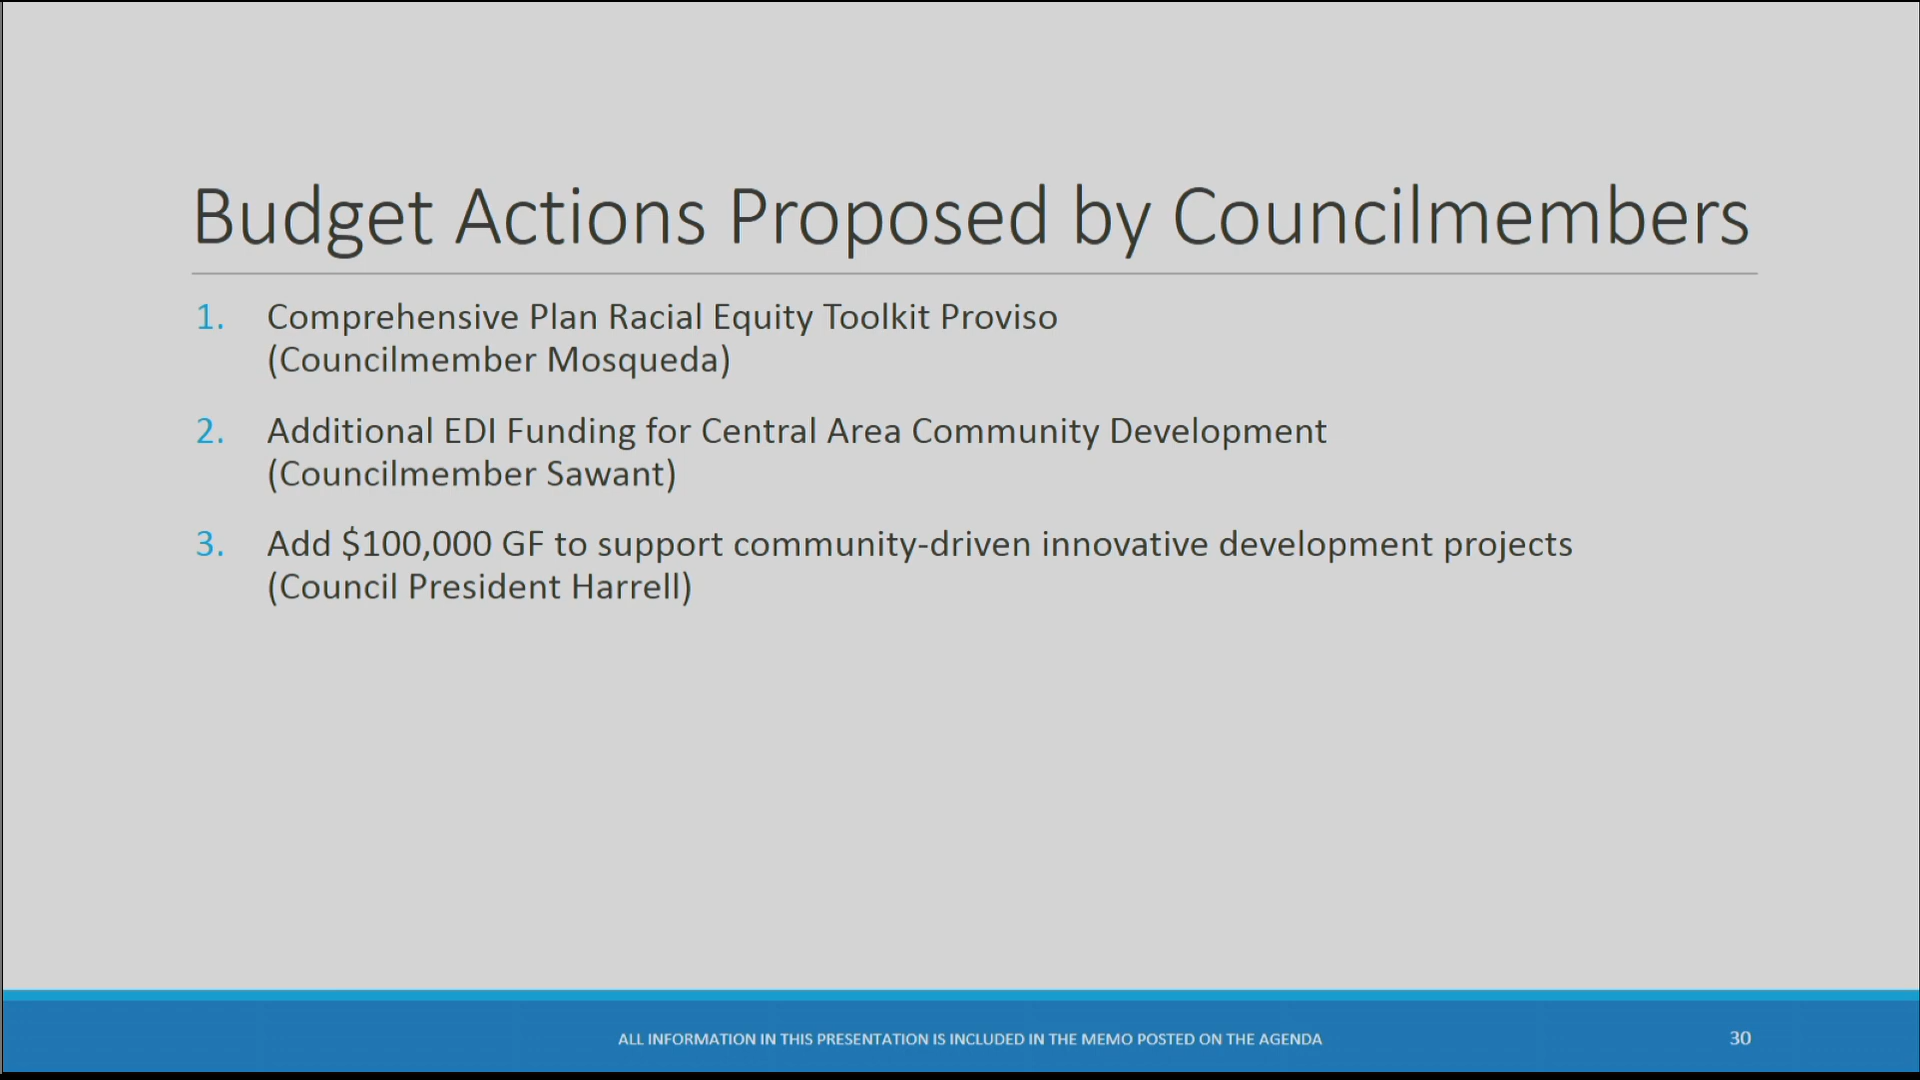 Budget Actions Proposed by Councilmembers
1. Comprehensive Plan Racial Equity Toolkit Proviso
(Councilmember Mosqueda)
2. Additional EDI Funding for Central Area Community Development
(Councilmember Sawant)
3. Add $100,000 GF to support community-driven innovative development projects
(Council President Harrell)
ALL INFORMATION IN THIS PRESENTATION IS INCLUDED IN THE MEMO POSTED ON THE AGENDA
30